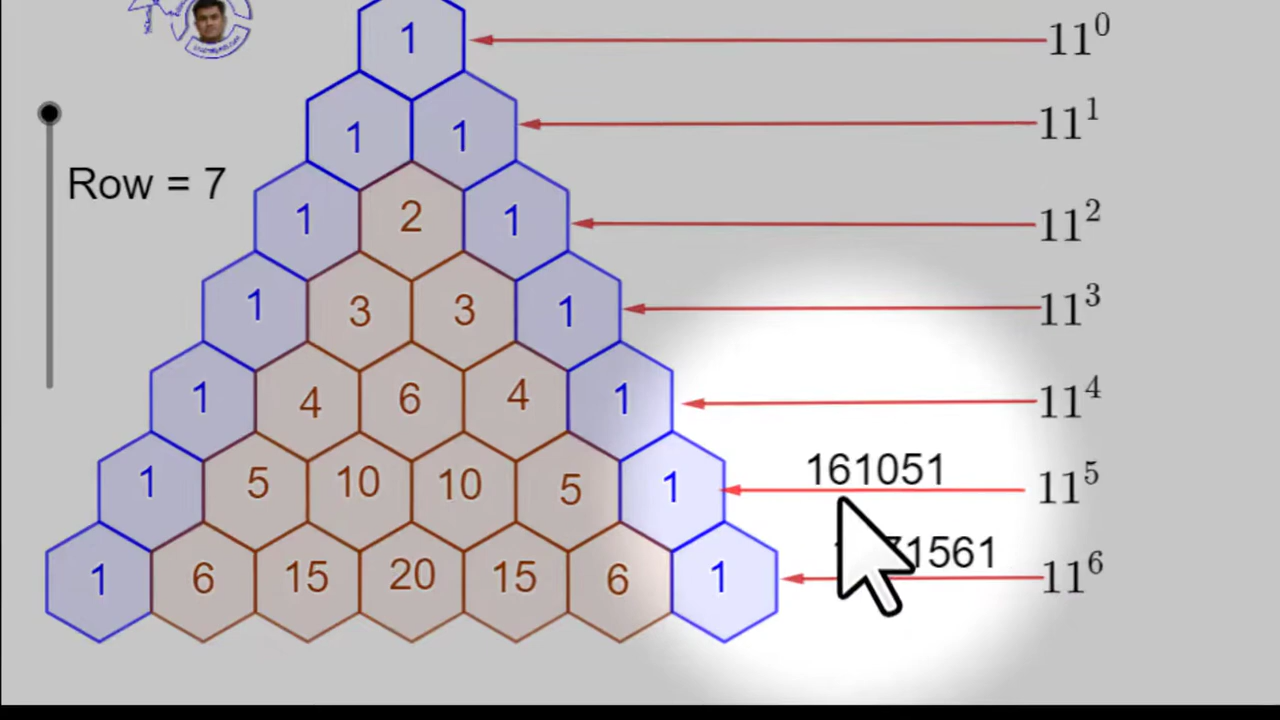 1 11⁰
1 1 11¹
Row = 7
1 2 1 11²
1 3 3 1 11³
1 4 6 4 1 11⁴
161051
1 5 10 10 5 1 11⁵
1 6 15 20 15 6 1 11⁶